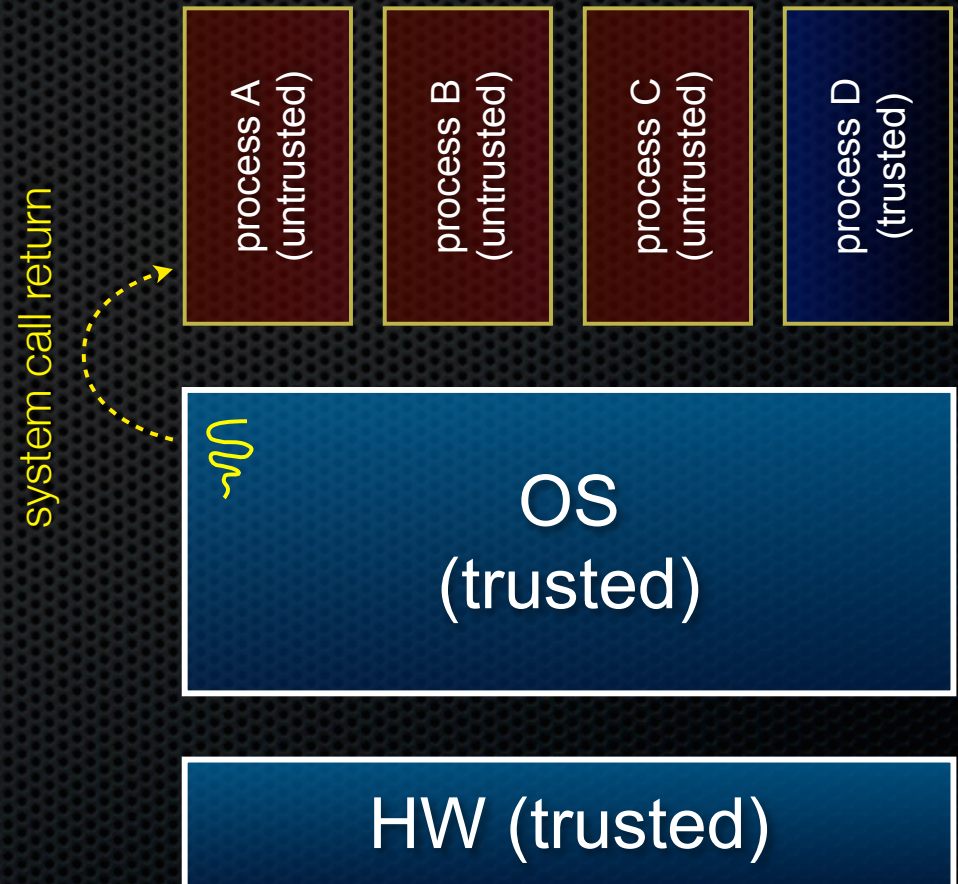 system call return
process A
(untrusted)
process B
(untrusted)
process C
(untrusted)
process D
(trusted)
OS
(trusted)
HW (trusted)